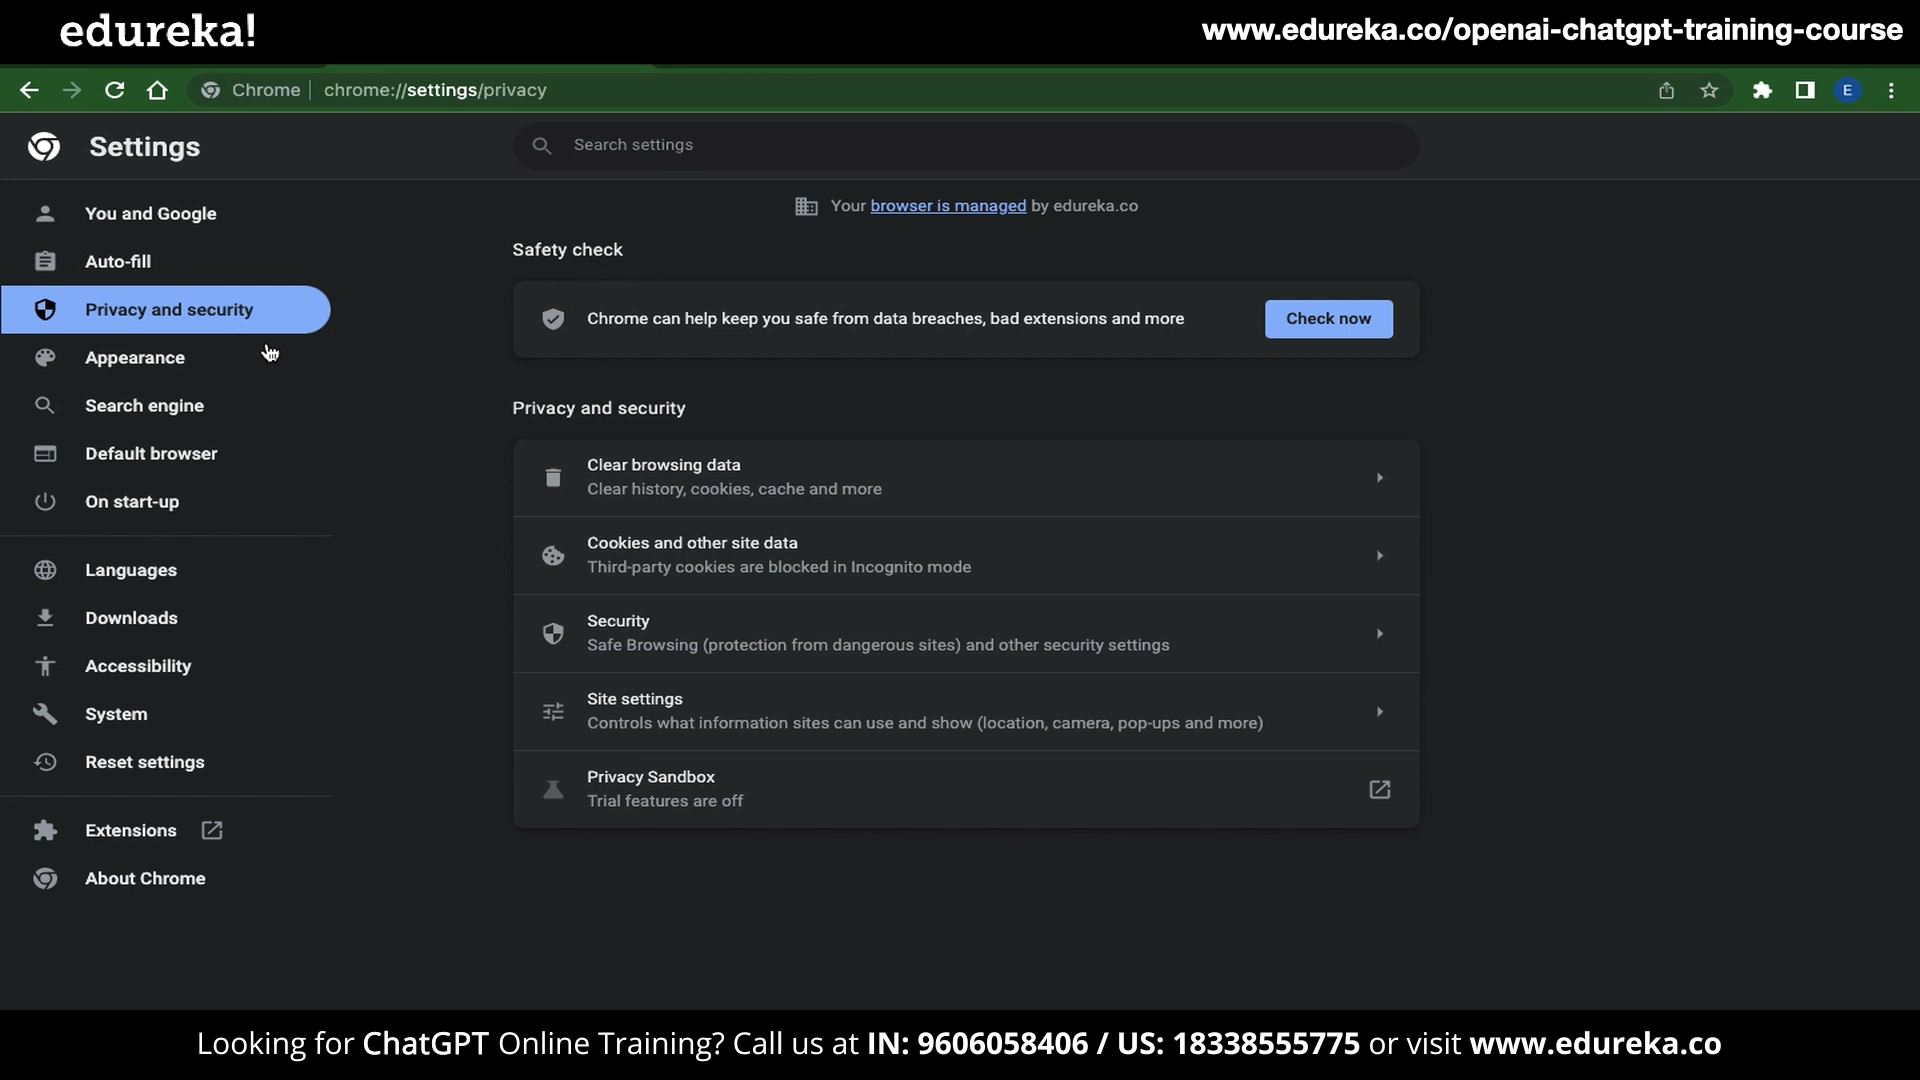 edureka!
www.edureka.co/openai-chatgpt-training-course
Chrome | chrome://settings/privacy
E
Settings
Search settings
You and Google
Auto-fill
Privacy and security
Appearance
Search engine
Default browser
On start-up
Languages
Downloads
Accessibility
System
Reset settings
Extensions
About Chrome
Your browser is managed by edureka.co
Safety check
Chrome can help keep you safe from data breaches, bad extensions and more
Check now
Privacy and security
Clear browsing data
Clear history, cookies, cache and more
Cookies and other site data
Third-party cookies are blocked in Incognito mode
Security
Safe Browsing (protection from dangerous sites) and other security settings
Site settings
Controls what information sites can use and show (location, camera, pop-ups and more)
Privacy Sandbox
Trial features are off
Looking for ChatGPT Online Training? Call us at IN: 9606058406 / US: 18338555775 or visit www.edureka.co